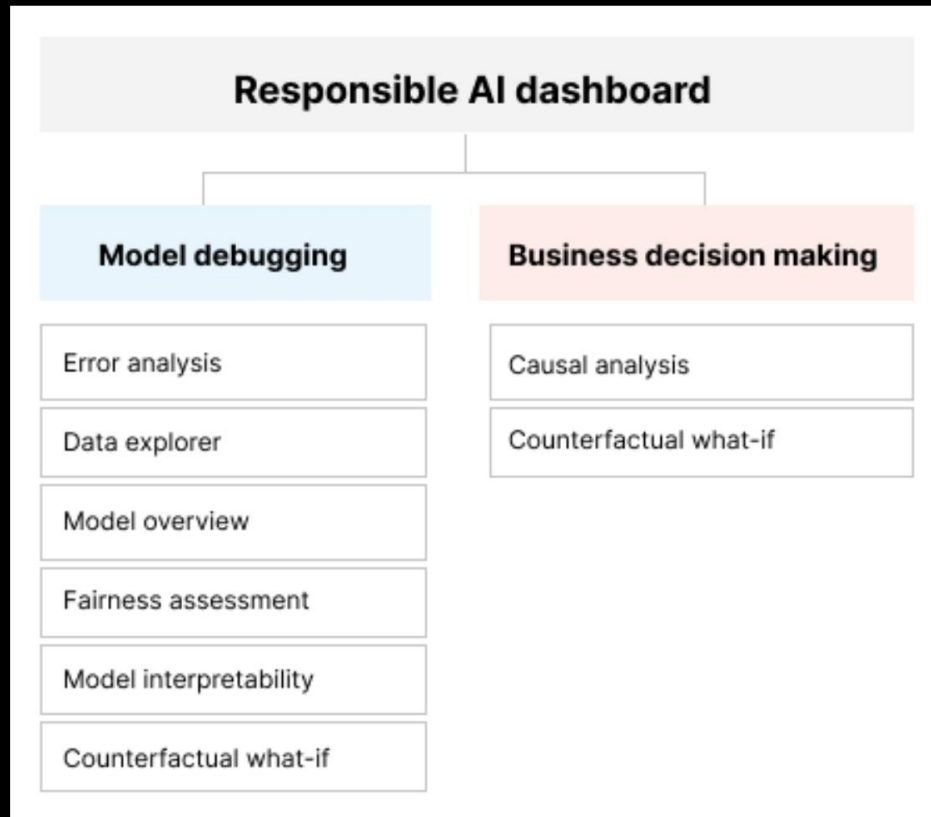 Responsible AI dashboard
Model debugging
Error analysis
Data explorer
Model overview
Fairness assessment
Model interpretability
Counterfactual what-if
Business decision making
Causal analysis
Counterfactual what-if